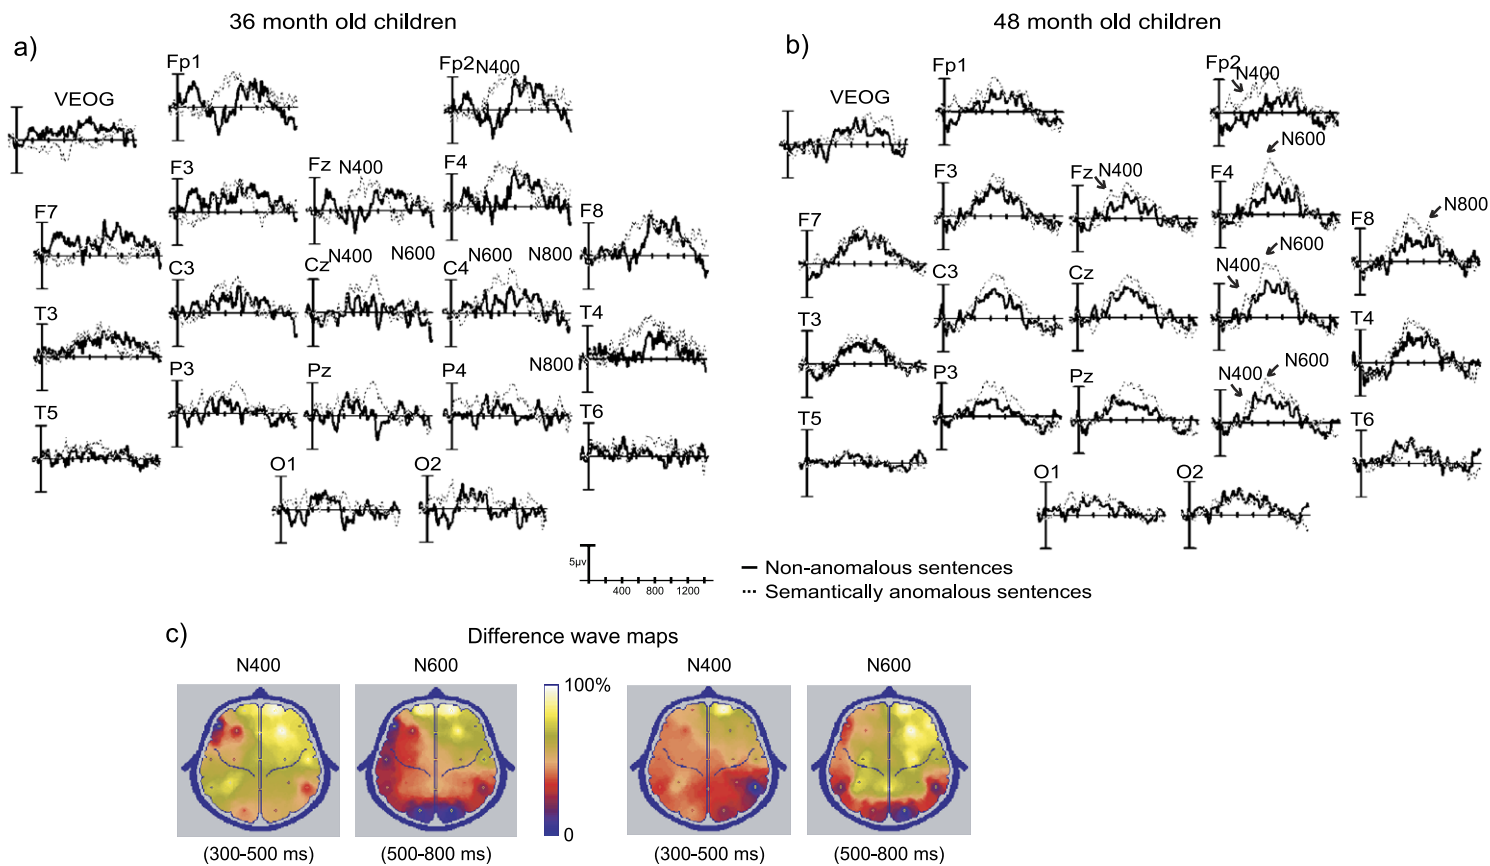 36 month old children
48 month old children
a)
VEOG
Fp1
Fp2 N400
F7
F3
Fz N400
F4
F8
C3
Cz N400
N600
C4 N600
N800
T3
T4
N800
P3
Pz
P4
T5
T6
O1
O2
b)
VEOG
Fp1
Fp2
N400
N600
F7
F3
Fz N400
F4
F8
N800
N600
C3
Cz
N400
C4
T3
T4
N600
P3
Pz
N400
T5
T6
O1
O2
5µv
400 800 1200
Non-anomalous sentences
Semantically anomalous sentences
c)
Difference wave maps
N400
N600
100%
0
N400
N600
(300-500 ms)
(500-800 ms)
(300-500 ms)
(500-800 ms)